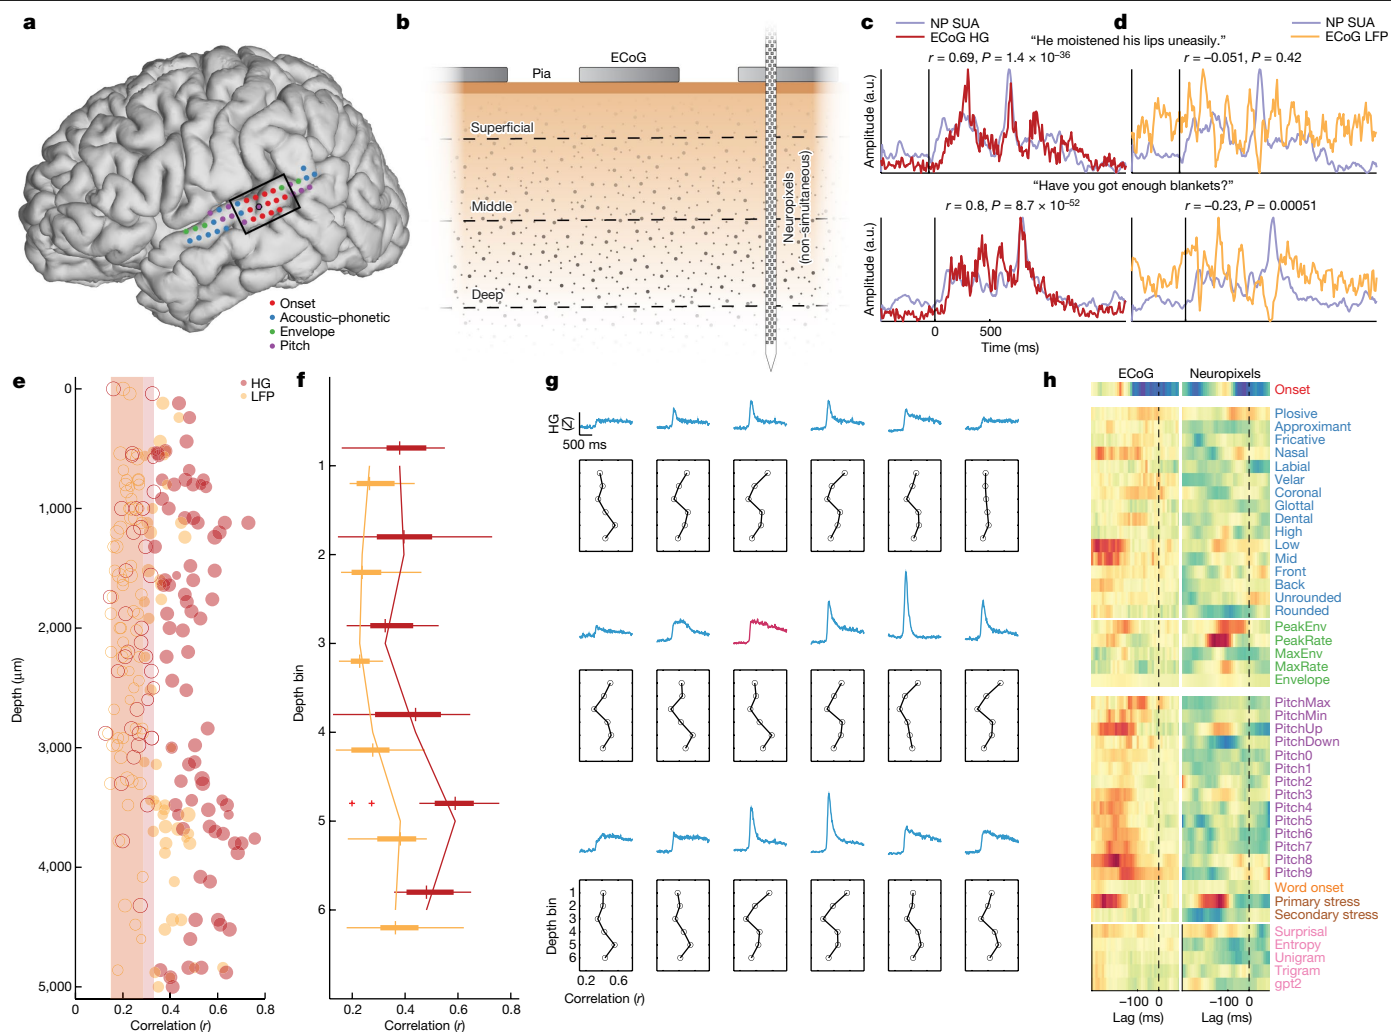 a
Onset
Acoustic–phonetic
Envelope
Pitch
b
ECoG
Pia
Superficial
Middle
Deep
Neuropixels
(non-simultaneous)
c
NP SUA
ECoG HG
d
NP SUA
ECoG LFP
“He moistened his lips uneasily.”
r = 0.69, P = 1.4 × 10–36
r = –0.051, P = 0.42
Amplitude (a.u.)
“Have you got enough blankets?”
r = 0.8, P = 8.7 × 10–52
r = –0.23, P = 0.00051
Amplitude (a.u.)
0
500
Time (ms)
e
HG
LFP
0
1,000
2,000
3,000
4,000
5,000
Depth (μm)
0
0.2
0.4
0.6
0.8
Correlation (r)
f
1
2
3
4
5
6
Depth bin
0.2
0.4
0.6
0.8
Correlation (r)
g
HG
(Z)
500 ms
Depth bin
1
2
3
4
5
6
0.2
0.6
Correlation (r)
h
ECoG
Neuropixels
Onset
Plosive
Approximant
Fricative
Nasal
Labial
Velar
Coronal
Glottal
Dental
High
Low
Mid
Front
Back
Unrounded
Rounded
PeakEnv
PeakRate
MaxEnv
MaxRate
Envelope
PitchMax
PitchMin
PitchUp
PitchDown
Pitch0
Pitch1
Pitch2
Pitch3
Pitch4
Pitch5
Pitch6
Pitch7
Pitch8
Pitch9
Word onset
Primary stress
Secondary stress
Surprisal
Entropy
Unigram
Trigram
gpt2
–100 0
–100 0
Lag (ms)
Lag (ms)